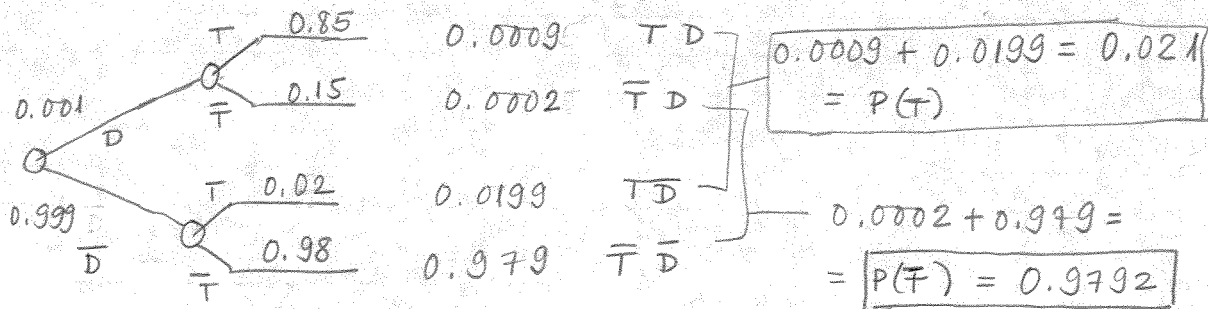 T 0.85 0.0009 T D 0.0009 + 0.0199 = 0.021
0.001 T̅ 0.15 0.0002 T̅ D = P(T)
D
T 0.02 0.0199 T D̅
0.999 0.0002 + 0.979 =
D̅ T̅ 0.98 0.979 T̅ D̅ = P(T̅) = 0.9792